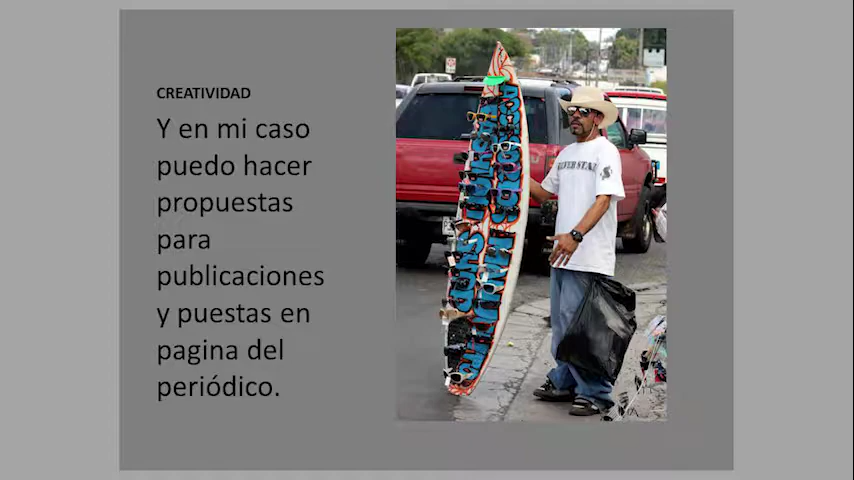 CREATIVIDAD
Y en mi caso
puedo hacer
propuestas
para
publicaciones
y puestas en
pagina del
periódico.